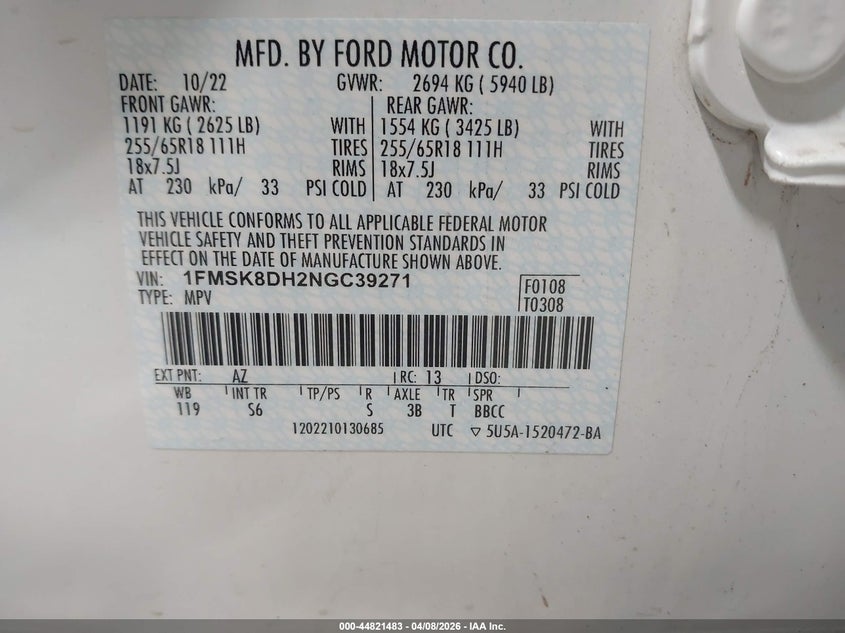 MFD. BY FORD MOTOR CO.
DATE: 10/22 GVWR: 2694 KG ( 5940 LB)
FRONT GAWR: REAR GAWR:
1191 KG ( 2625 LB) WITH 1554 KG ( 3425 LB) WITH
255/65R18 111H TIRES 255/65R18 111H TIRES
18x7.5J RIMS 18x7.5J RIMS
AT 230 kPa/ 33 PSI COLD AT 230 kPa/ 33 PSI COLD
THIS VEHICLE CONFORMS TO ALL APPLICABLE FEDERAL MOTOR
VEHICLE SAFETY AND THEFT PREVENTION STANDARDS IN
EFFECT ON THE DATE OF MANUFACTURE SHOWN ABOVE.
VIN: 1FMSK8DH2NGC39271 F0108
TYPE: MPV T0308
EXT PNT: AZ RC: 13 DSO:
WB INT TR TP/PS R AXLE TR SPR
119 S6 S 3B T BBCC
1202210130685 UTC ▽ 5U5A-1520472-BA
000-44821483 - 04/08/2026 - IAA Inc.